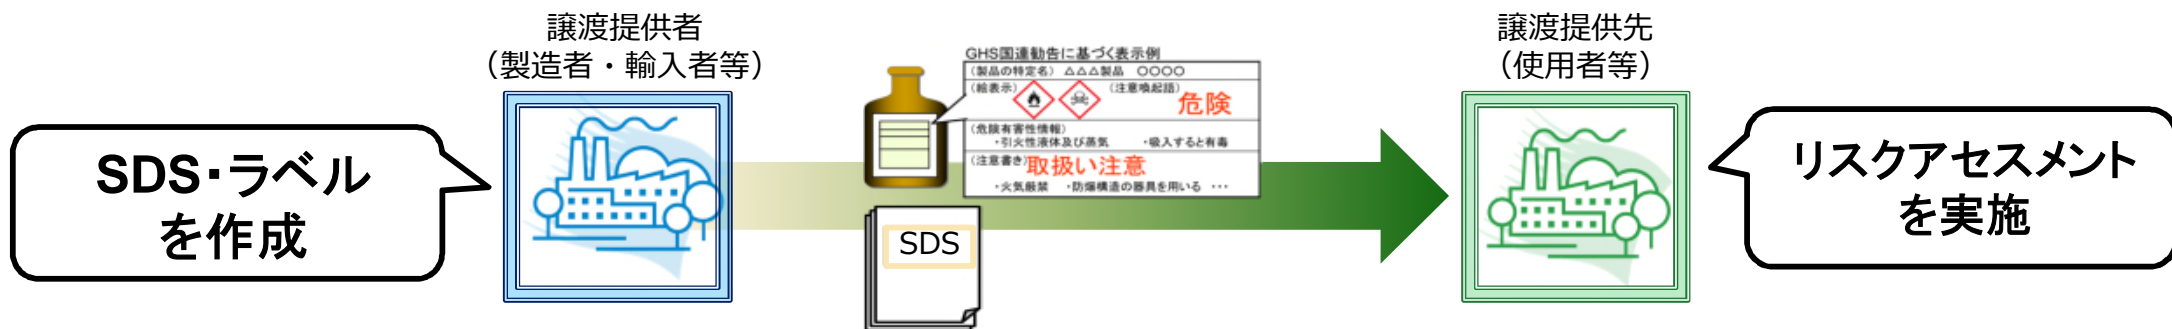 譲渡提供者
（製造者・輸入者等）
SDS・ラベル
を作成
GHS国連勧告に基づく表示例
（製品の特定名） △△△製品 ○○○○
（絵表示）
（注意喚起語）
危険
（危険有害性情報）
・引火性液体及び蒸気 ・吸入すると有毒
（注意書き）取扱い注意
・火気厳禁 ・防爆構造の器具を用いる …
SDS
譲渡提供先
（使用者等）
リスクアセスメント
を実施